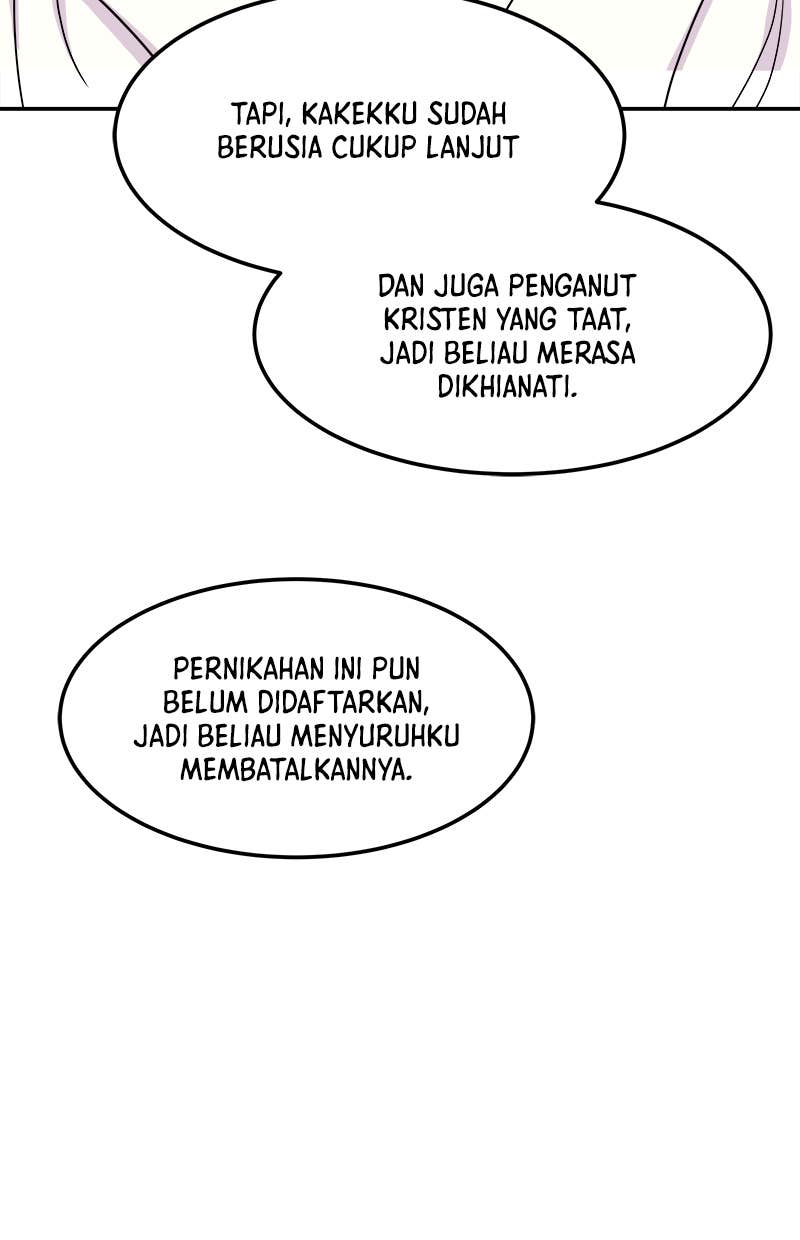 TAPI, KAKEKKU SUDAH
BERUSIA CUKUP LANJUT
DAN JUGA PENGANUT
KRISTEN YANG TAAT,
JADI BELIAU MERASA
DIKHIANATI.
PERNIKAHAN INI PUN
BELUM DIDAFTARKAN,
JADI BELIAU MENYURUHKU
MEMBATALKANNYA.